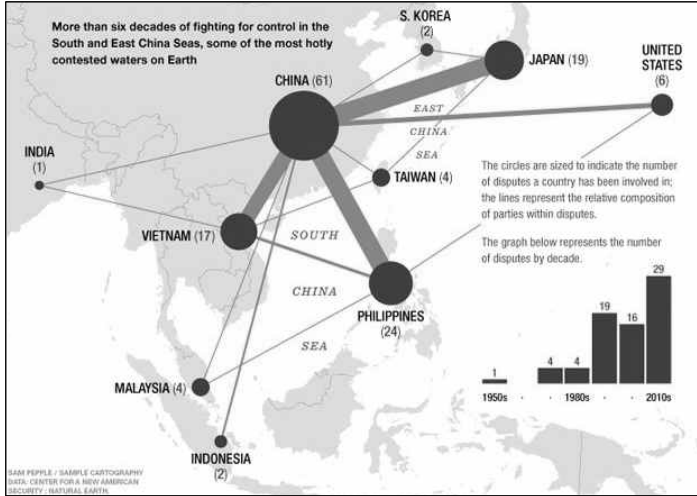 More than six decades of fighting for control in the
South and East China Seas, some of the most hotly
contested waters on Earth
S. KOREA
(2)
JAPAN (19)
UNITED
STATES
(6)
CHINA (61)
EAST
CHINA
SEA
INDIA
(1)
TAIWAN (4)
The circles are sized to indicate the number
of disputes a country has been involved in;
the lines represent the relative composition
of parties within disputes.
VIETNAM (17)
SOUTH
CHINA
SEA
The graph below represents the number
of disputes by decade.
PHILIPPINES
(24)
29
19
16
4
4
1
1950s
·
·
1980s
·
·
2010s
MALAYSIA (4)
INDONESIA
(2)
SAM PEPPLE / SAMPLE CARTOGRAPHY
DATA: CENTER FOR A NEW AMERICAN
SECURITY ; NATURAL EARTH.